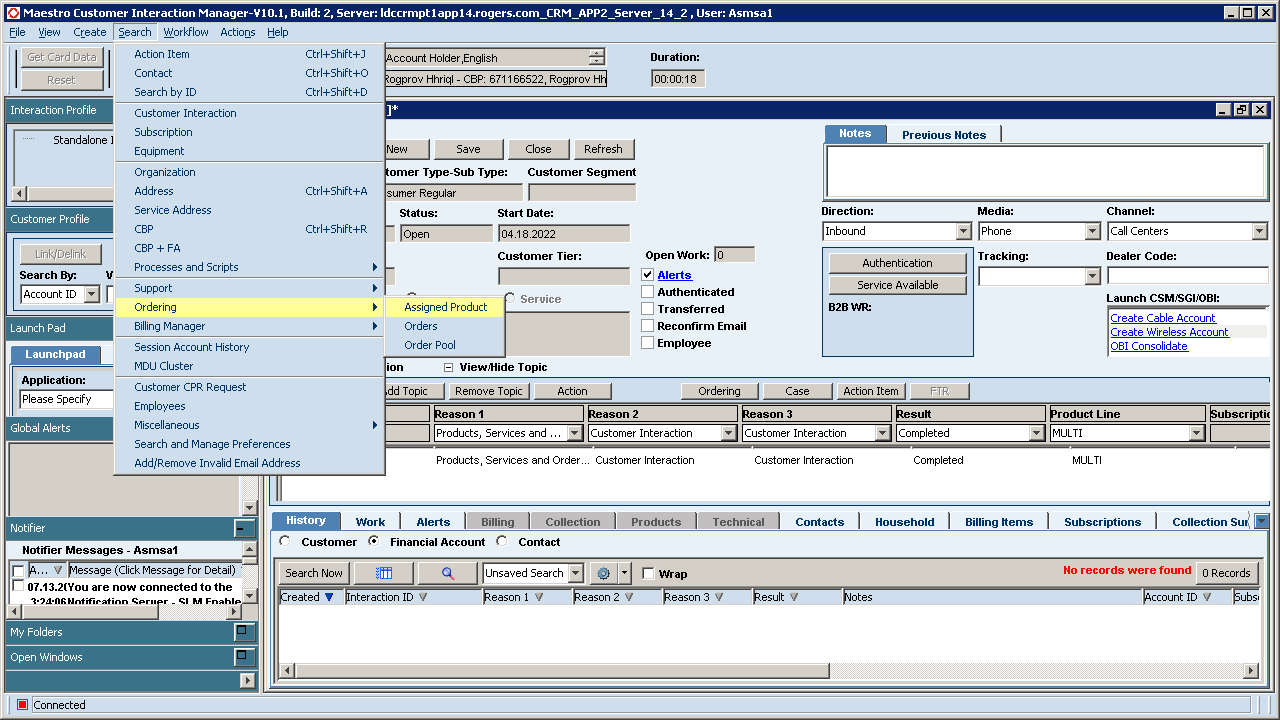 Maestro Customer Interaction Manager-V10.1, Build: 2, Server: ldccrmpt1app14.rogers.com_CRM_APP2_Server_14_2 , User: Asmsa1
File View Create Search Workflow Actions Help
Get Card Data
Reset
Account Holder,English
Rogprov Hhriql - CBP: 671166522, Rogprov Hh
Duration:
00:00:18
Action Item Ctrl+Shift+J
Contact Ctrl+Shift+O
Search by ID Ctrl+Shift+D
Customer Interaction
Subscription
Equipment
Organization
Address Ctrl+Shift+A
Service Address
CBP Ctrl+Shift+R
CBP + FA
Processes and Scripts
Support
Ordering
Billing Manager
Session Account History
MDU Cluster
Customer CPR Request
Employees
Miscellaneous
Search and Manage Preferences
Add/Remove Invalid Email Address
Assigned Product
Orders
Order Pool
Interaction Profile
Standalone I
Customer Profile
Link/Delink
Search By: V
Account ID
Launch Pad
Launchpad
Application:
Please Specify
Global Alerts
Notifier
Notifier Messages - Asmsa1
A... Message (Click Message for Detail)
07.13.2( You are now connected to the
3:24:06 Notification Server - SLM Enable
My Folders
Open Windows
]*
New Save Close Refresh
tomer Type-Sub Type: Customer Segment
sumer Regular
Status: Start Date:
Open 04.18.2022
Customer Tier:
Service
Open Work: 0
Alerts
Authenticated
Transferred
Reconfirm Email
Employee
Notes Previous Notes
Direction: Media: Channel:
Inbound Phone Call Centers
Authentication
Service Available
B2B WR:
Tracking: Dealer Code:
Launch CSM/SGI/OBI:
Create Cable Account
Create Wireless Account
OBI Consolidate
ion View/Hide Topic
dd Topic Remove Topic Action Ordering Case Action Item FTR
Reason 1 Reason 2 Reason 3 Result Product Line Subscriptio
Products, Services and ... Customer Interaction Customer Interaction Completed MULTI
Products, Services and Order... Customer Interaction Customer Interaction Completed MULTI
History Work Alerts Billing Collection Products Technical Contacts Household Billing Items Subscriptions Collection Sum
Customer Financial Account Contact
Search Now Unsaved Search Wrap No records were found 0 Records
Created Interaction ID Reason 1 Reason 2 Reason 3 Result Notes Account ID Subs
Connected